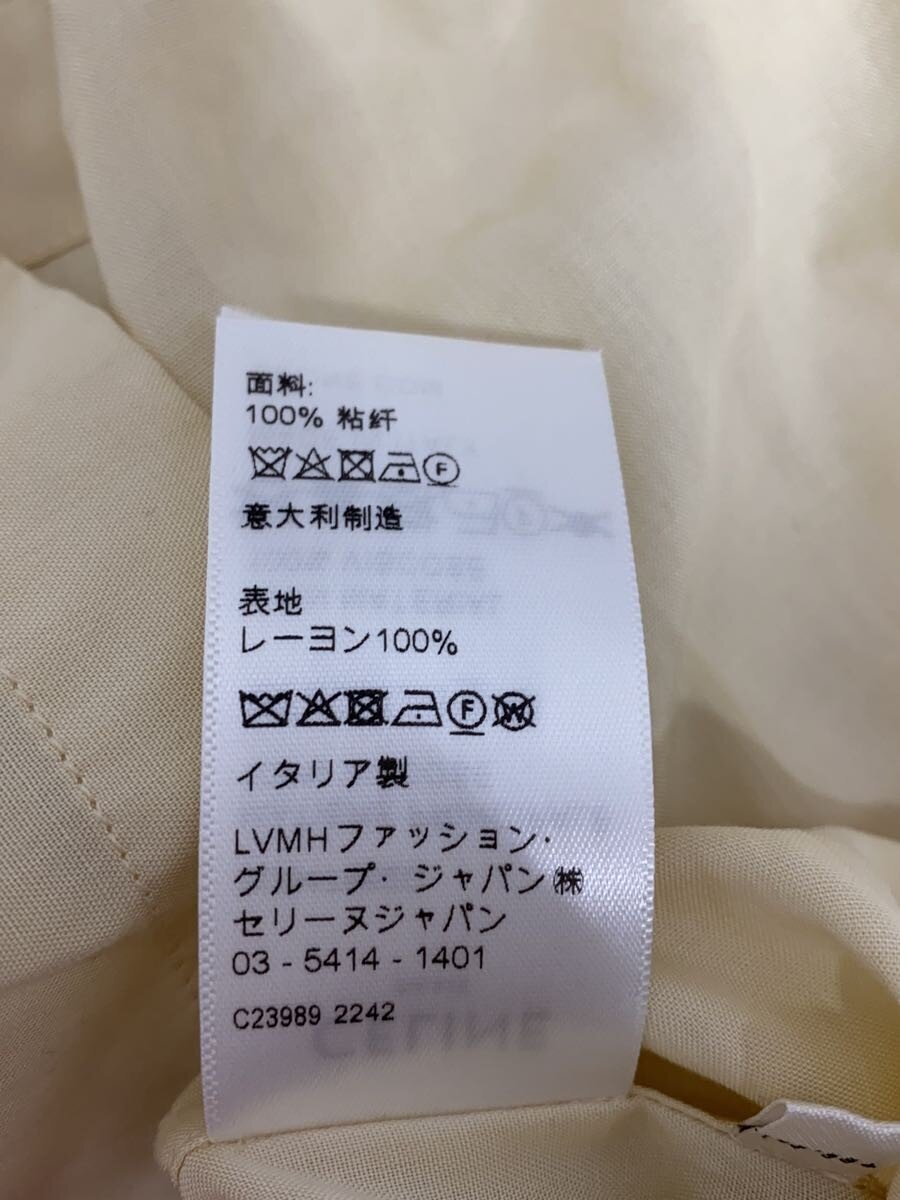 面料:
100% 粘纤
F
意大利制造
表地
レーヨン100%
F W
イタリア製
LVMHファッション·
グループ· ジャパン㈱
セリーヌジャパン
03 - 5414 - 1401
C23989 2242
CELINE